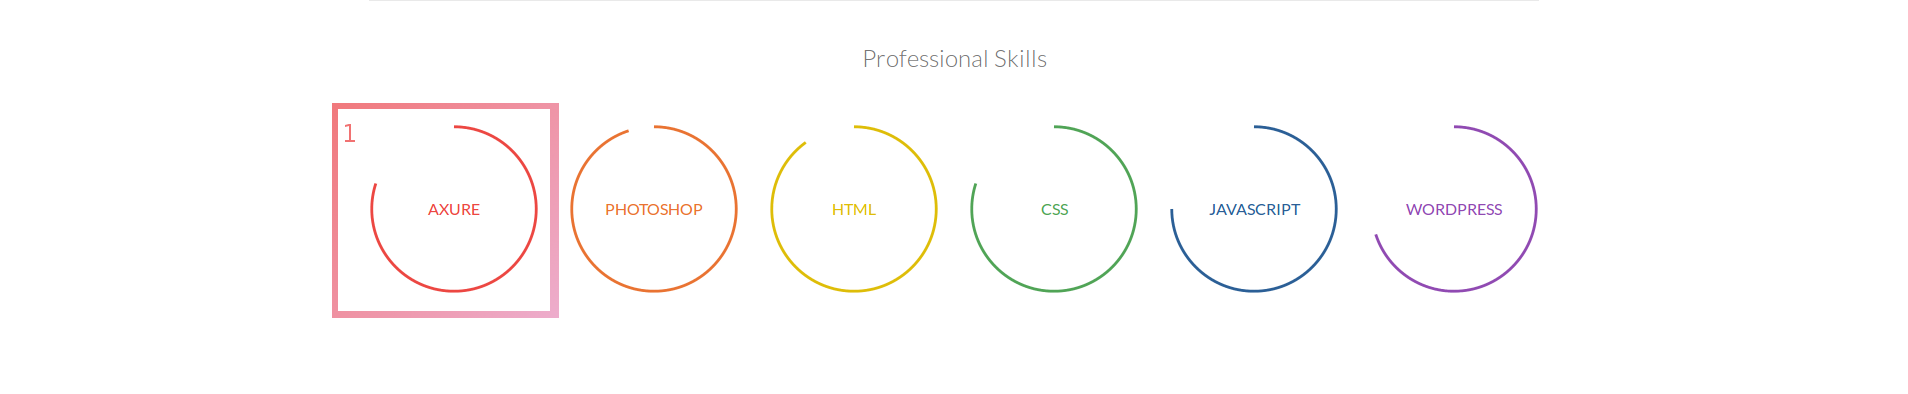 Professional Skills
1
AXURE
PHOTOSHOP
HTML
CSS
JAVASCRIPT
WORDPRESS